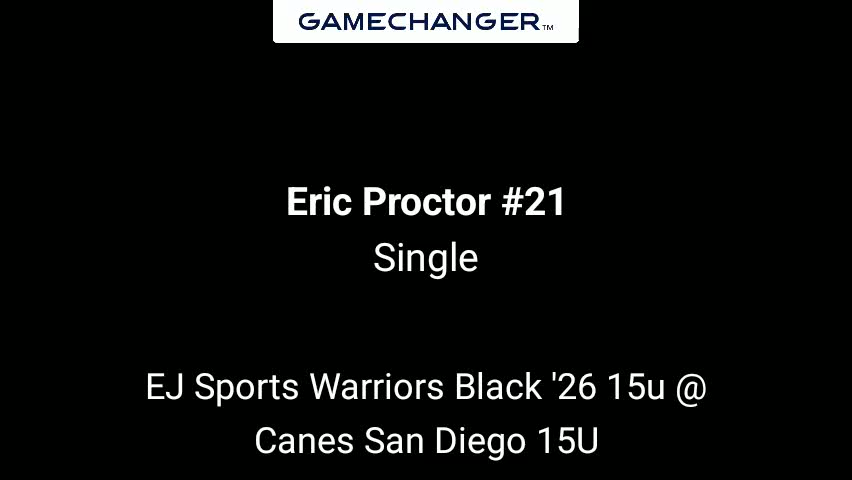 GAMECHANGER™
Eric Proctor #21
Single
EJ Sports Warriors Black '26 15u @
Canes San Diego 15U